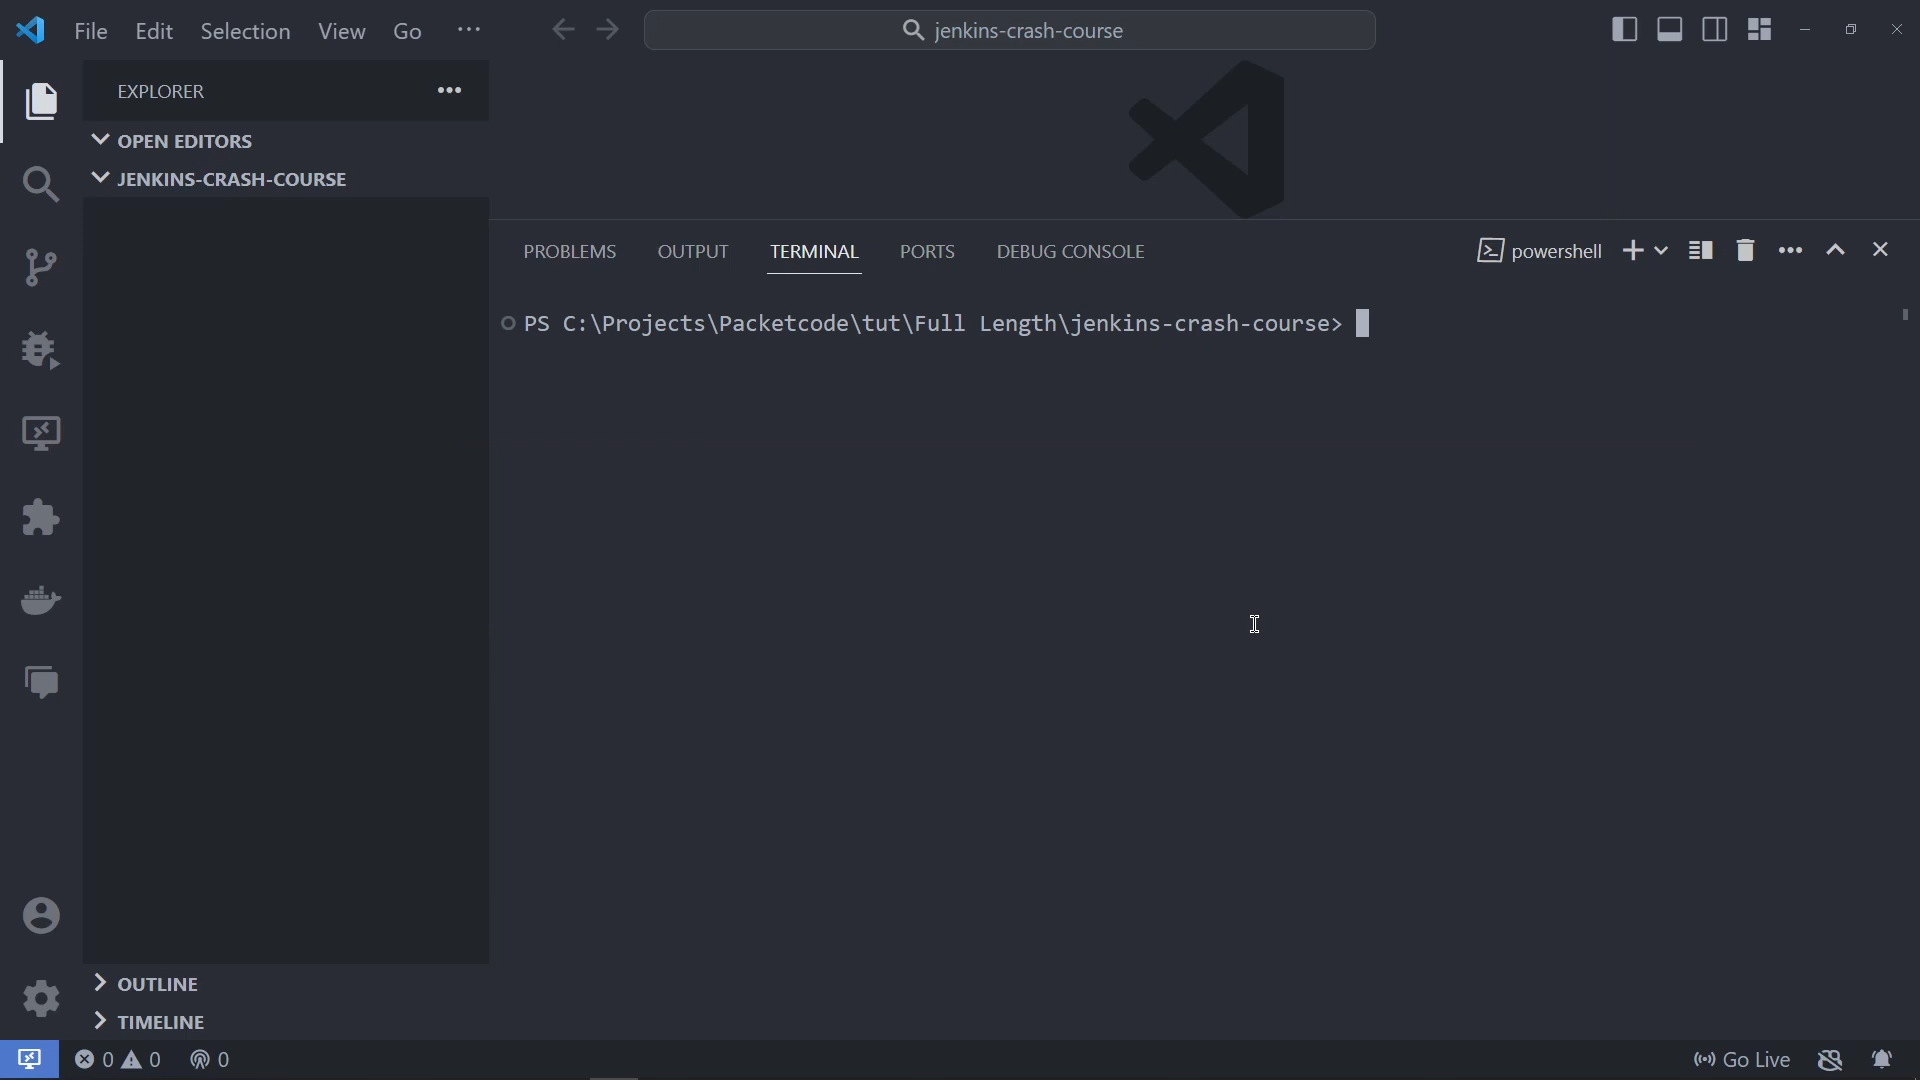 File Edit Selection View Go ···
jenkins-crash-course
EXPLORER
OPEN EDITORS
JENKINS-CRASH-COURSE
PROBLEMS OUTPUT TERMINAL PORTS DEBUG CONSOLE
powershell
PS C:\Projects\Packetcode\tut\Full Length\jenkins-crash-course>
OUTLINE
TIMELINE
0 0 0
Go Live